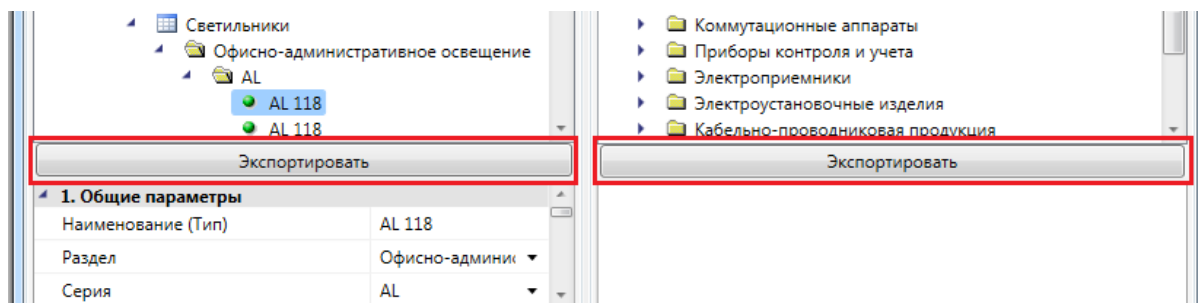 Светильники
Офисно-административное освещение
AL
AL 118
AL 118
Экспортировать
1. Общие параметры
Наименование (Тип) AL 118
Раздел Офисно-админис
Серия AL
Коммутационные аппараты
Приборы контроля и учета
Электроприемники
Электроустановочные изделия
Кабельно-проводниковая продукция
Экспортировать